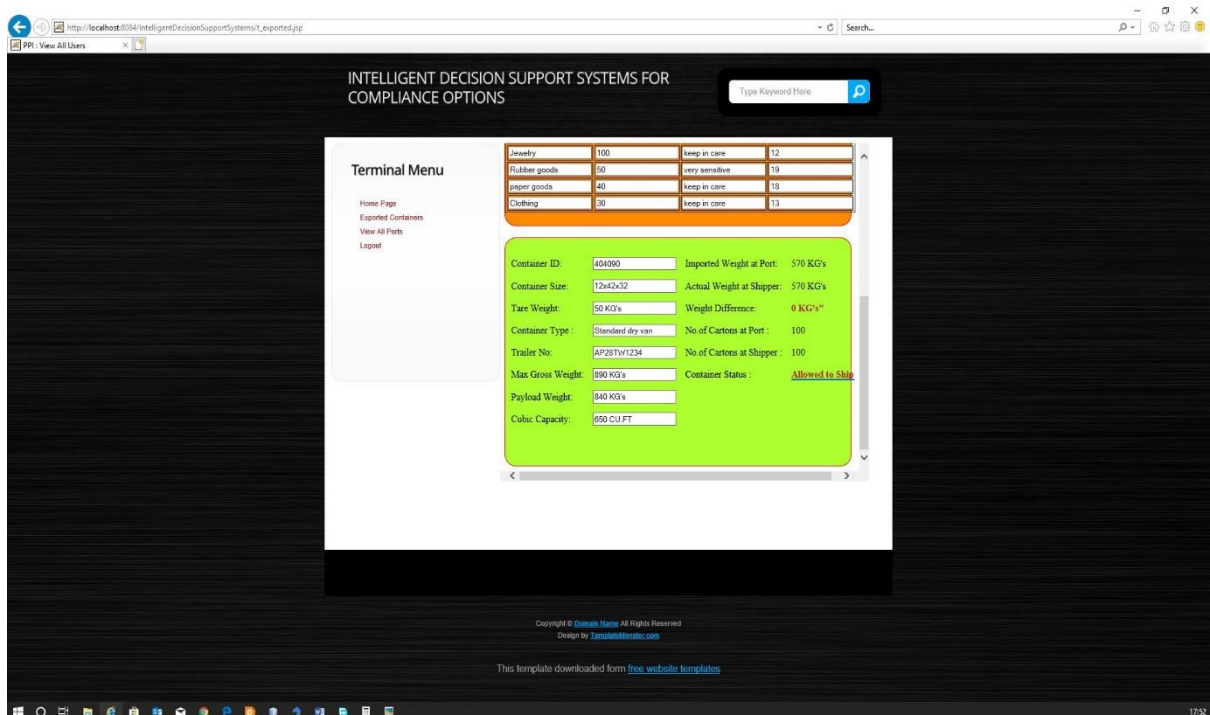 http://localhost:8084/IntelligentDecisionSupportSystems/t_exported.jsp
Search...
PPI : View All Users
INTELLIGENT DECISION SUPPORT SYSTEMS FOR
COMPLIANCE OPTIONS
Type Keyword Here
Terminal Menu
Home Page
Exported Containers
View All Ports
Logout
Jewelry 100 keep in care 12
Rubber goods 50 very sensitive 19
paper goods 40 keep in care 18
Clothing 30 keep in care 13
Container ID: 404090 Imported Weight at Port: 570 KG's
Container Size: 12x42x32 Actual Weight at Shipper: 570 KG's
Tare Weight: 50 KG's Weight Difference: 0 KG's"
Container Type : Standard dry van No.of Cartons at Port : 100
Trailer No: AP28TW1234 No.of Cartons at Shipper : 100
Max Gross Weight: 890 KG's Container Status : Allowed to Ship
Payload Weight: 840 KG's
Cubic Capacity: 650 CU.FT
Copyright © Domain Name All Rights Reserved
Design by TemplateMonster.com
This template downloaded form free website templates
17:52